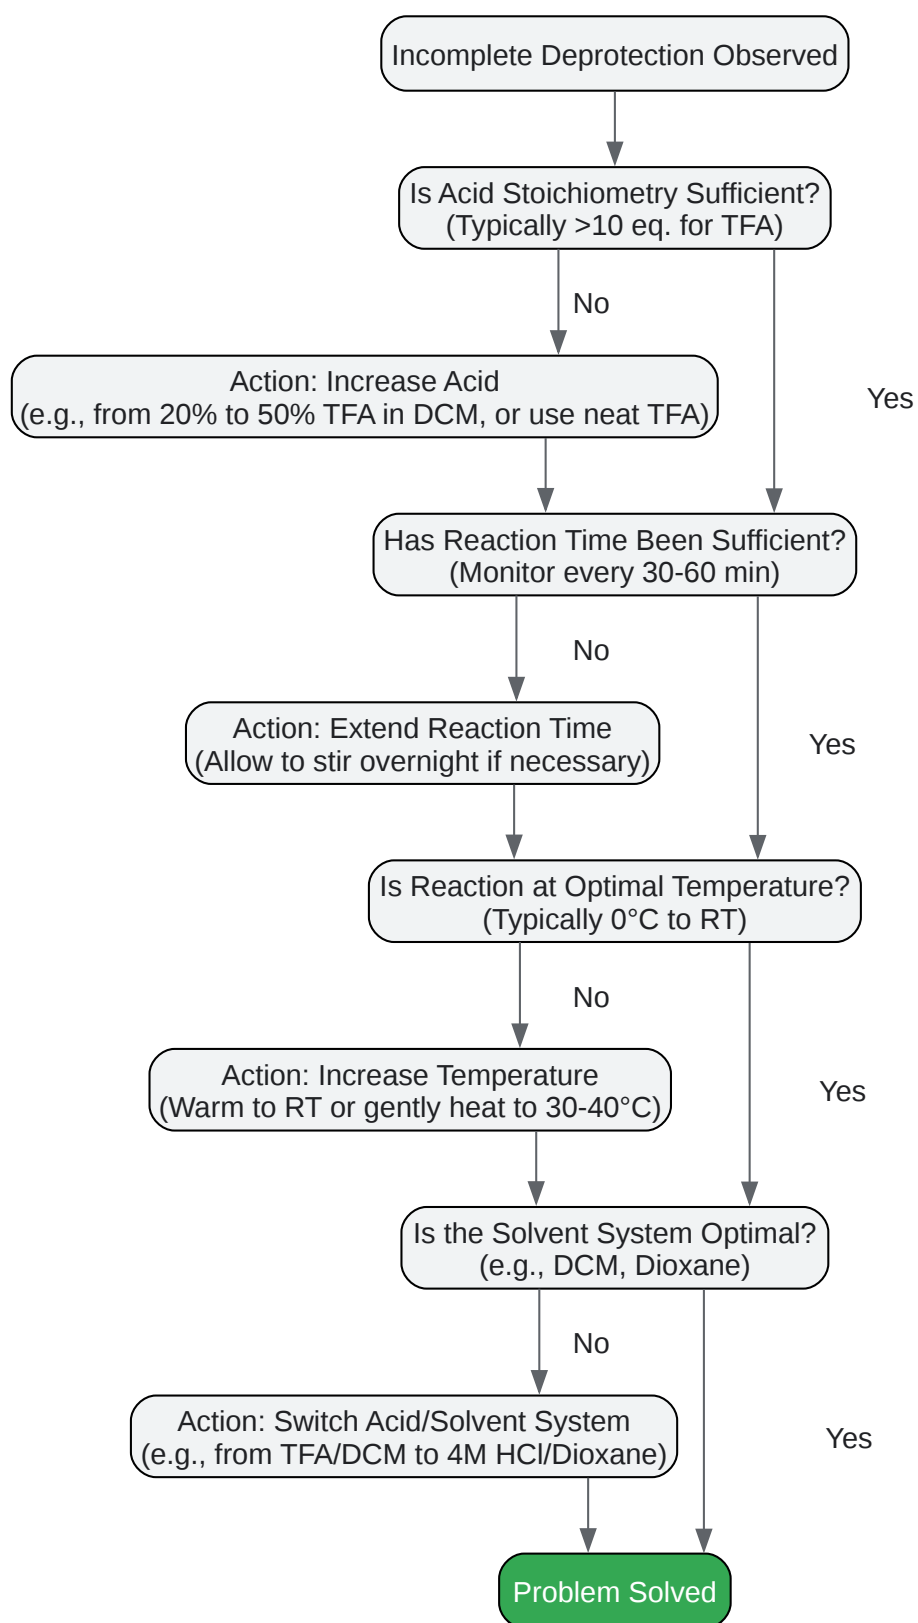 Incomplete Deprotection Observed
Is Acid Stoichiometry Sufficient?
(Typically >10 eq. for TFA)
No
Action: Increase Acid
(e.g., from 20% to 50% TFA in DCM, or use neat TFA)
Yes
Has Reaction Time Been Sufficient?
(Monitor every 30-60 min)
No
Action: Extend Reaction Time
(Allow to stir overnight if necessary)
Yes
Is Reaction at Optimal Temperature?
(Typically 0°C to RT)
No
Action: Increase Temperature
(Warm to RT or gently heat to 30-40°C)
Yes
Is the Solvent System Optimal?
(e.g., DCM, Dioxane)
No
Action: Switch Acid/Solvent System
(e.g., from TFA/DCM to 4M HCl/Dioxane)
Yes
Problem Solved